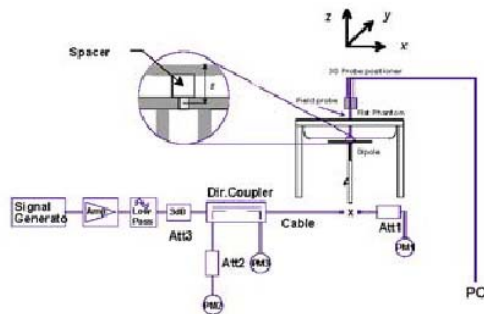 z
y
x
Spacer
s
3D Probe positioner
Field probe
Flat Phantom
Dipole
Dir.Coupler
Signal
Generato
Amp
Low
Pass
3dB
Cable
x
Att1
Att3
Att2
PM3
PM1
PM2
PC